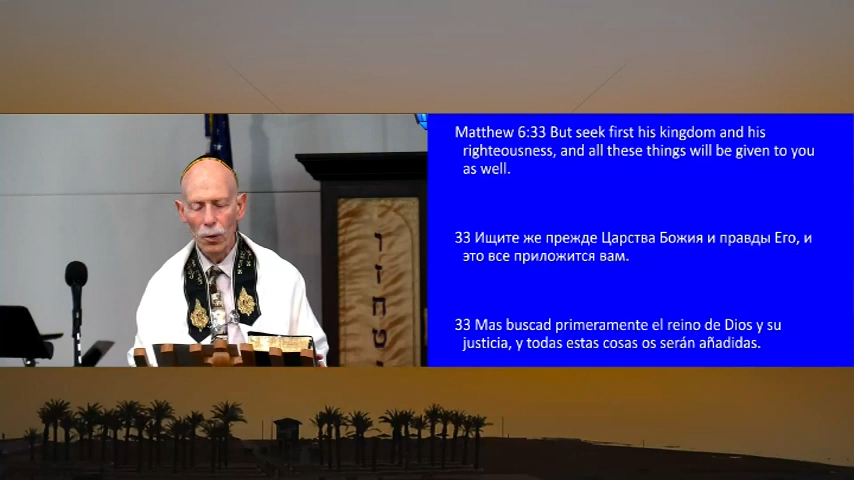 Matthew 6:33 But seek first his kingdom and his
righteousness, and all these things will be given to you
as well.
33 Ищите же прежде Царства Божия и правды Его, и
это все приложится вам.
33 Mas buscad primeramente el reino de Dios y su
justicia, y todas estas cosas os serán añadidas.
ו
ז
ח
ט
י